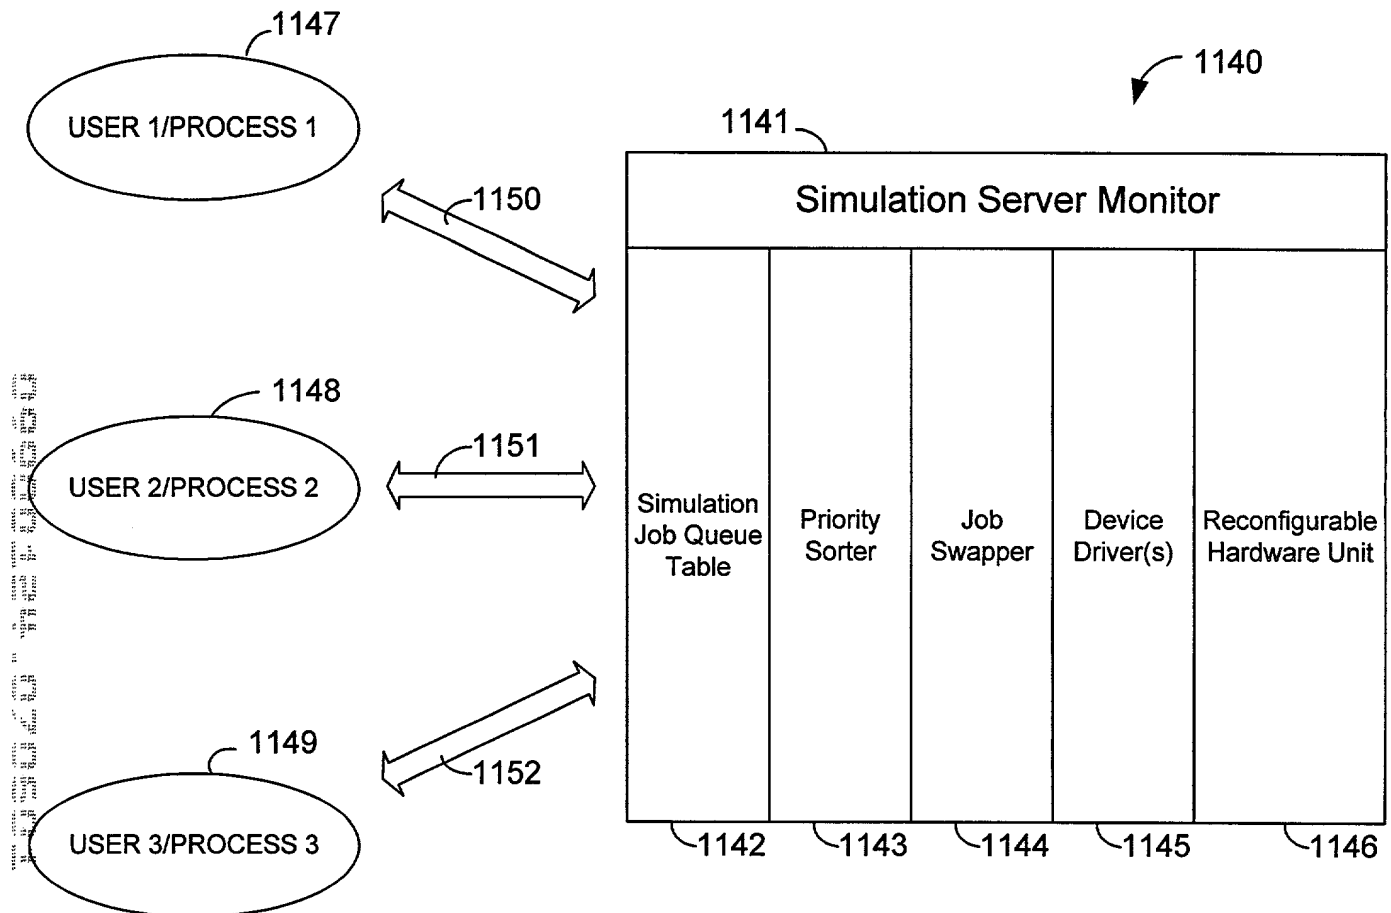 1147
USER 1/PROCESS 1
1140
1141
Simulation Server Monitor
1150
1148
USER 2/PROCESS 2
1151
Simulation
Job Queue
Table
Priority
Sorter
Job
Swapper
Device
Driver(s)
Reconfigurable
Hardware Unit
1149
USER 3/PROCESS 3
1152
1142
1143
1144
1145
1146